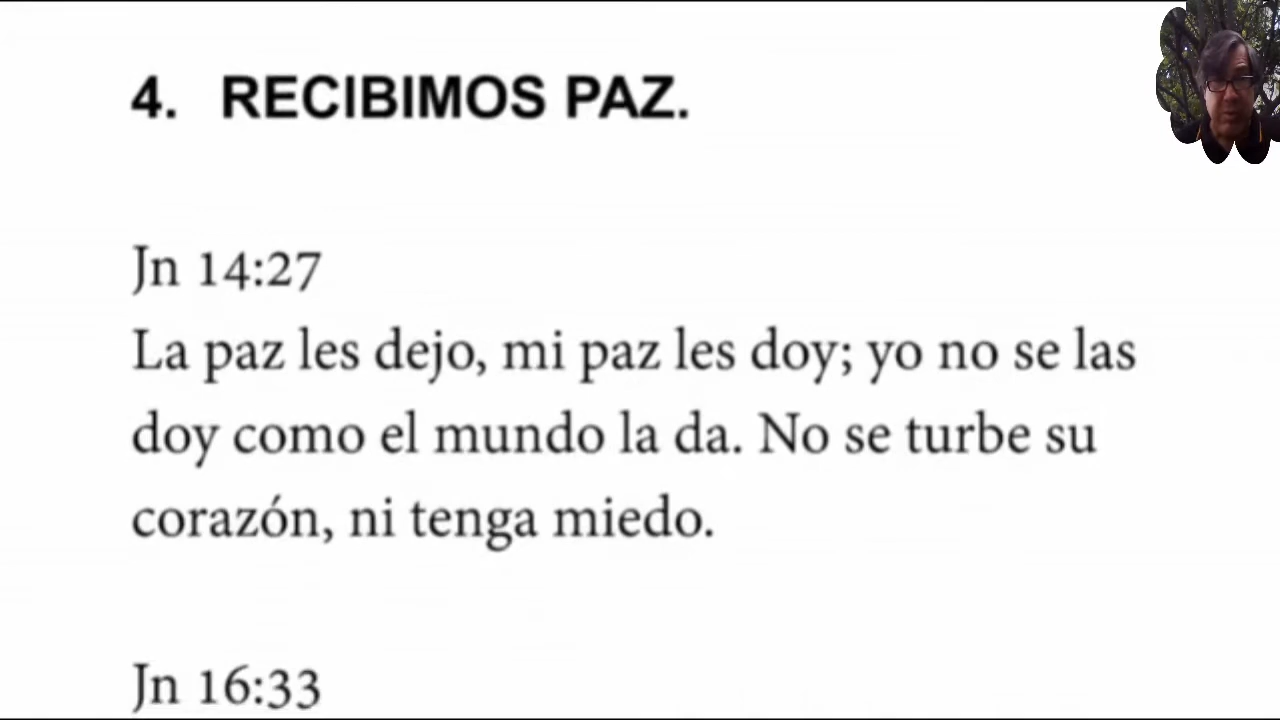 4. RECIBIMOS PAZ.
Jn 14:27
La paz les dejo, mi paz les doy; yo no se las
doy como el mundo la da. No se turbe su
corazón, ni tenga miedo.
Jn 16:33